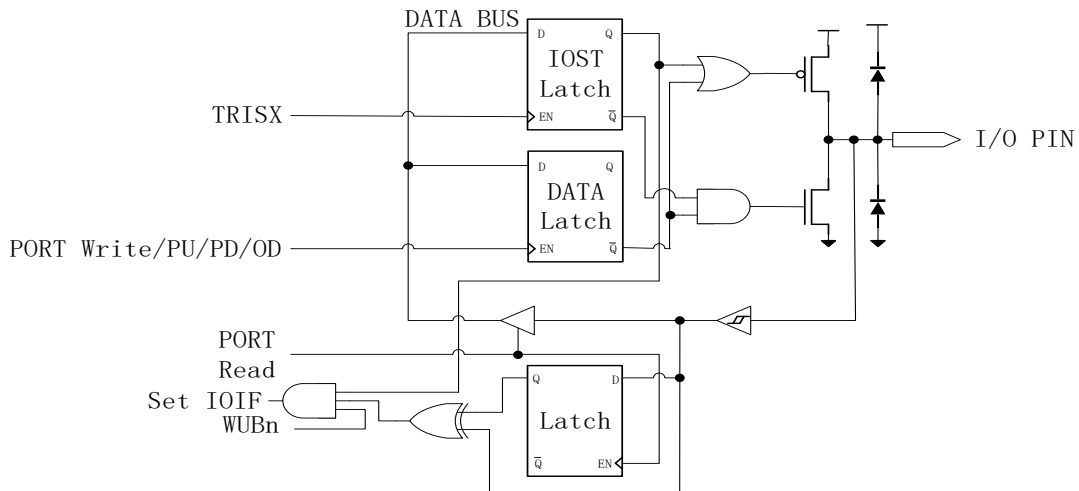 DATA BUS
D Q
IOST
Latch
TRISX
EN Q̅
I/O PIN
D Q
DATA
Latch
PORT Write/PU/PD/OD
EN Q̅
PORT
Read
Q D
Set IOIF
Latch
WUBn
Q̅ EN